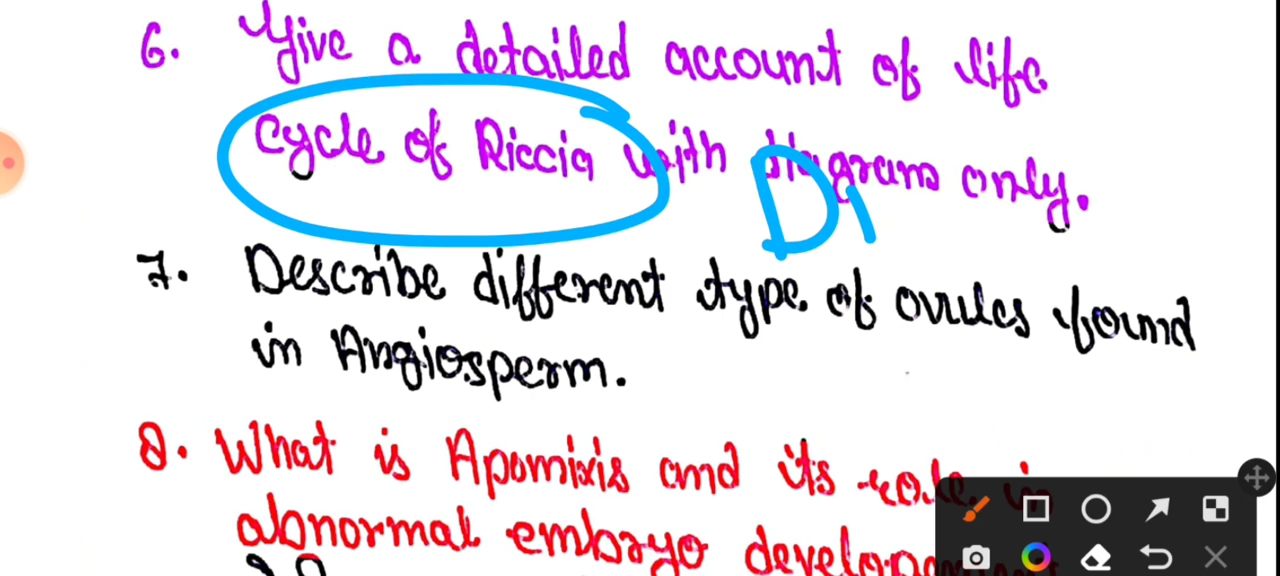 6. Give a detailed account of life
cycle of Riccia with diagram only.
D
7. Describe different type of ovules found
in Angiosperm.
8. What is Apomixis and its role in
abnormal embryo